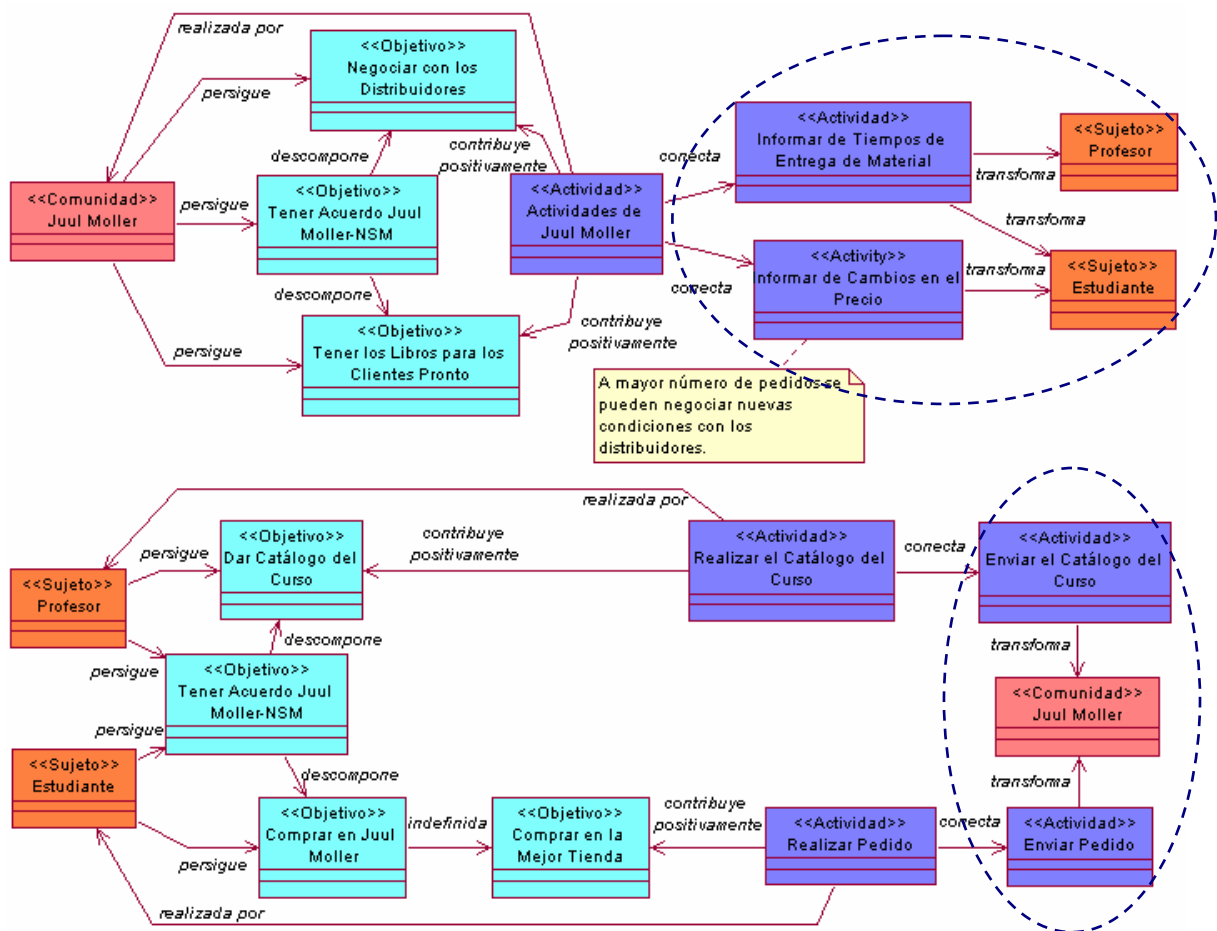 realizada por
<<Objetivo>>
Negociar con los
Distribuidores
persigue
<<Actividad>>
Informar de Tiempos de
Entrega de Material
<<Sujeto>>
Profesor
descompone
contribuye
positivamente
conecta
transforma
<<Comunidad>>
Juul Moller
persigue
<<Objetivo>>
Tener Acuerdo Juul
Moller-NSM
<<Actividad>>
Actividades de
Juul Moller
transforma
<<Activity>>
Informar de Cambios en el
Precio
transforma
<<Sujeto>>
Estudiante
descompone
conecta
persigue
<<Objetivo>>
Tener los Libros para los
Clientes Pronto
contribuye
positivamente
A mayor número de pedidos se
pueden negociar nuevas
condiciones con los
distribuidores.
realizada por
<<Objetivo>>
Dar Catálogo del
Curso
persigue
contribuye
positivamente
<<Actividad>>
Realizar el Catálogo del
Curso
conecta
<<Actividad>>
Enviar el Catálogo del
Curso
<<Sujeto>>
Profesor
descompone
transforma
persigue
<<Objetivo>>
Tener Acuerdo Juul
Moller-NSM
<<Comunidad>>
Juul Moller
persigue
<<Sujeto>>
Estudiante
descompone
transforma
<<Objetivo>>
Comprar en Juul
Moller
indefinida
<<Objetivo>>
Comprar en la
Mejor Tienda
contribuye
positivamente
<<Actividad>>
Realizar Pedido
conecta
<<Actividad>>
Enviar Pedido
persigue
realizada por